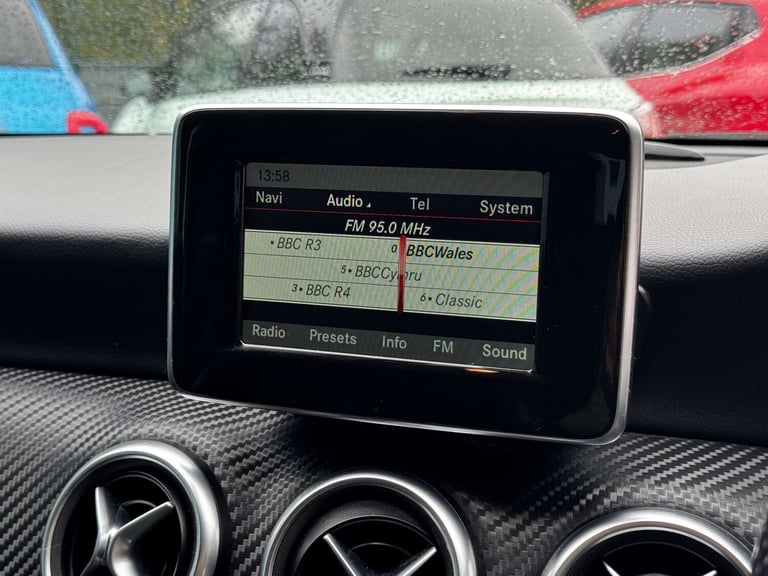 13:58
Navi Audio Tel System
FM 95.0 MHz
BBC R3 0 BBCWales
5 BBCCymru
3 BBC R4 6 Classic
Radio Presets Info FM Sound